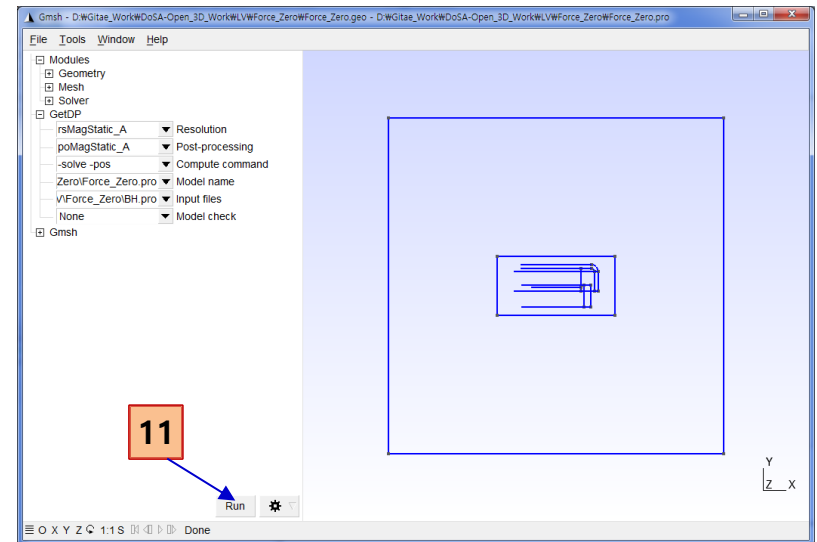 Gmsh - D:₩Gitae_Work₩DoSA-Open_3D_Work₩LV₩Force_Zero₩Force_Zero.geo - D:₩Gitae_Work₩DoSA-Open_3D_Work₩LV₩Force_Zero₩Force_Zero.pro
File Tools Window Help
Modules
Geometry
Mesh
Solver
GetDP
rsMagStatic_A Resolution
poMagStatic_A Post-processing
-solve -pos Compute command
Zero\Force_Zero.pro Model name
V\Force_Zero\BH.pro Input files
None Model check
Gmsh
11
Y
Z X
Run
O X Y Z 1:1 S Done